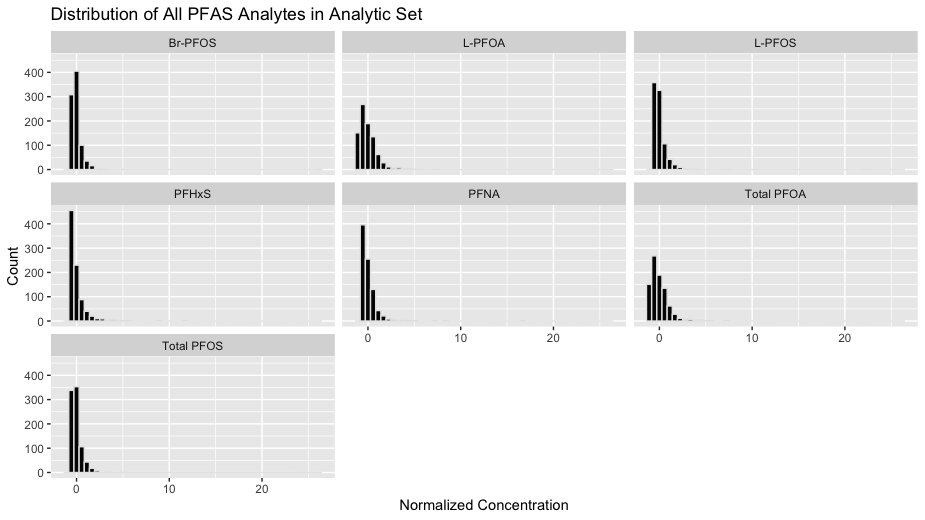 Distribution of All PFAS Analytes in Analytic Set
Br-PFOS
L-PFOA
L-PFOS
400
300
200
100
0
PFHxS
PFNA
Total PFOA
400
300
200
100
0
0 10 20
0 10 20
Total PFOS
400
300
200
100
0
0 10 20
Count
Normalized Concentration